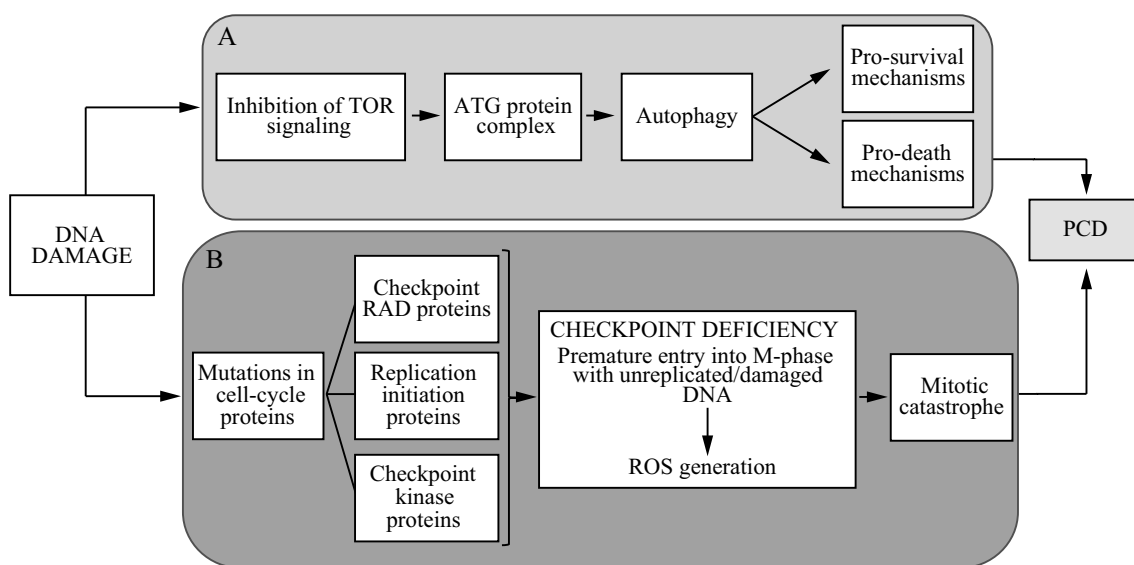 A
Inhibition of TOR
signaling
ATG protein
complex
Autophagy
Pro-survival
mechanisms
Pro-death
mechanisms
DNA
DAMAGE
PCD
B
Mutations in
cell-cycle
proteins
Checkpoint
RAD proteins
Replication
initiation
proteins
Checkpoint
kinase
proteins
CHECKPOINT DEFICIENCY
Premature entry into M-phase
with unreplicated/damaged
DNA
ROS generation
Mitotic
catastrophe